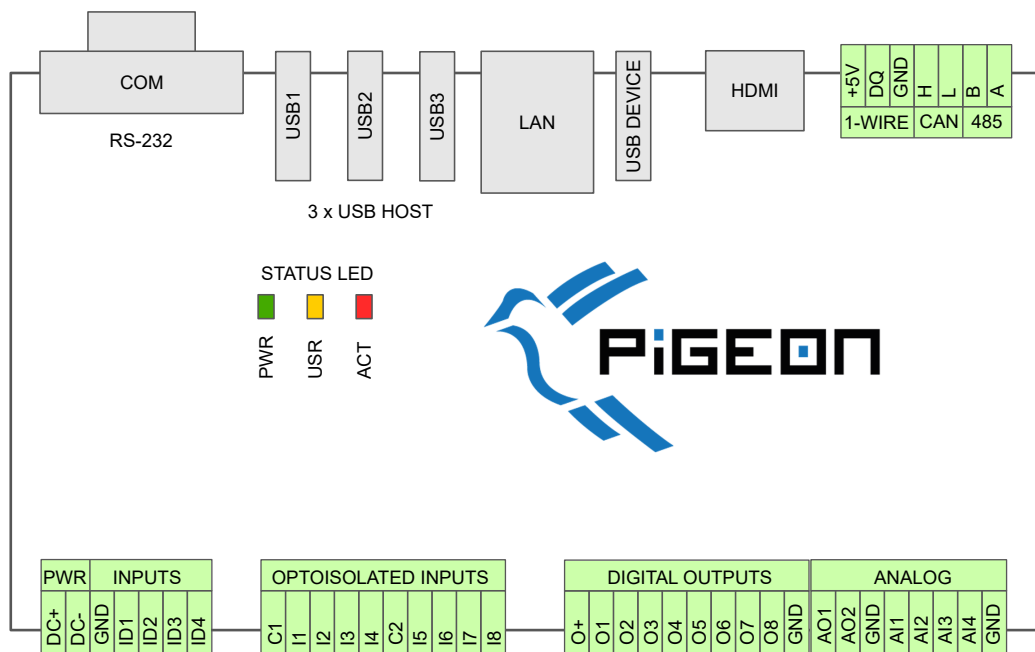 COM
RS-232
USB1
USB2
USB3
3 x USB HOST
LAN
USB DEVICE
HDMI
+5V DQ GND H L B A
1-WIRE CAN 485
STATUS LED
PWR USR ACT
PiGEON
PWR INPUTS
DC+ DC- GND ID1 ID2 ID3 ID4
OPTOISOLATED INPUTS
C1 I1 I2 I3 I4 C2 I5 I6 I7 I8
DIGITAL OUTPUTS
O+ O1 O2 O3 O4 O5 O6 O7 O8 GND
ANALOG
AO1 AO2 GND AI1 AI2 AI3 AI4 GND